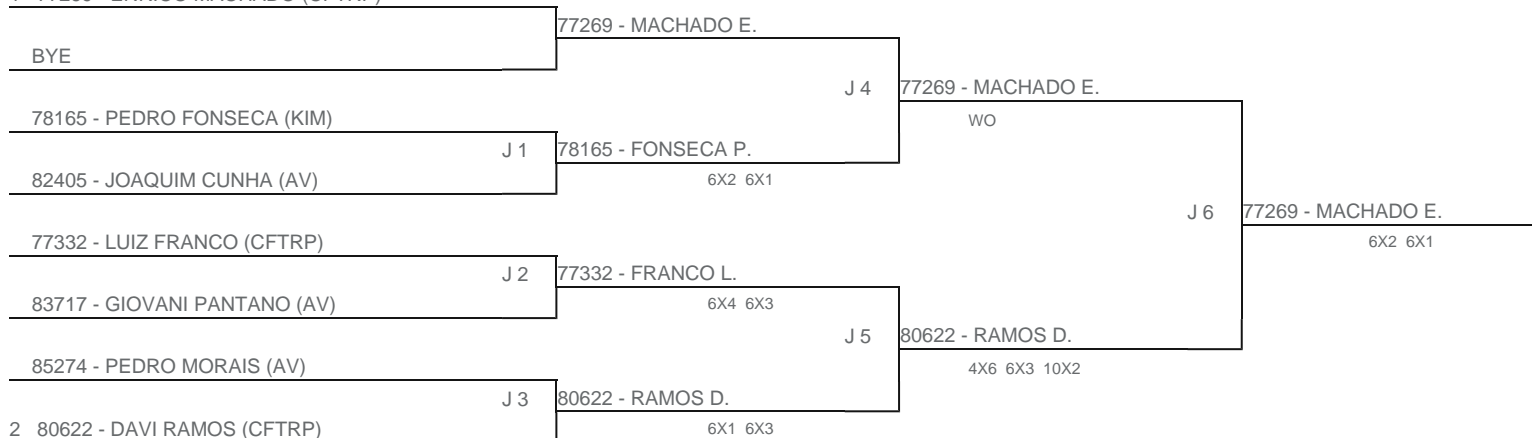 77269 - MACHADO E.
BYE
J 4
77269 - MACHADO E.
78165 - PEDRO FONSECA (KIM)
WO
J 1
78165 - FONSECA P.
82405 - JOAQUIM CUNHA (AV)
6X2 6X1
J 6
77269 - MACHADO E.
77332 - LUIZ FRANCO (CFTRP)
6X2 6X1
J 2
77332 - FRANCO L.
83717 - GIOVANI PANTANO (AV)
6X4 6X3
J 5
80622 - RAMOS D.
85274 - PEDRO MORAIS (AV)
4X6 6X3 10X2
J 3
80622 - RAMOS D.
2 80622 - DAVI RAMOS (CFTRP)
6X1 6X3